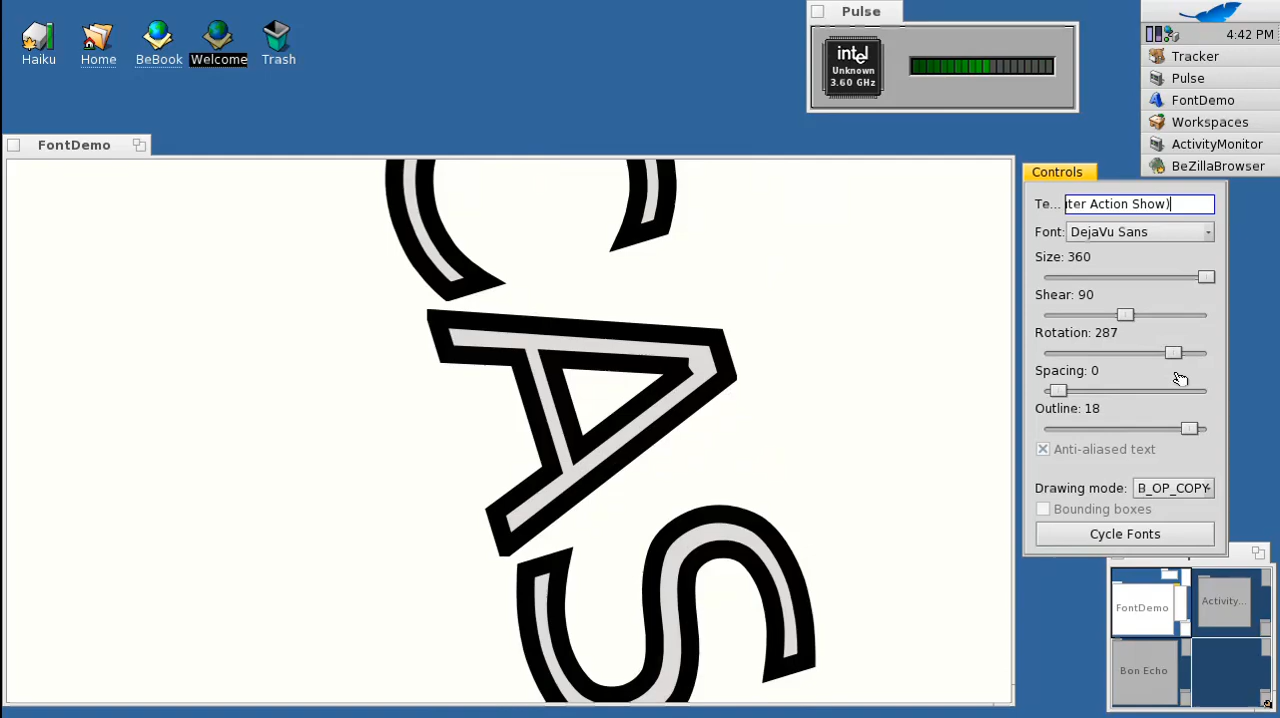 Pulse
intel
Unknown
3.60 GHz
4:42 PM
Tracker
Pulse
FontDemo
Workspaces
ActivityMonitor
BeZillaBrowser
Haiku
Home
BeBook
Welcome
Trash
FontDemo
CAS
Controls
Te... ter Action Show)
Font: DejaVu Sans
Size: 360
Shear: 90
Rotation: 287
Spacing: 0
Outline: 18
Anti-aliased text
Drawing mode: B_OP_COPY
Bounding boxes
Cycle Fonts
FontDemo
Activity...
Bon Echo